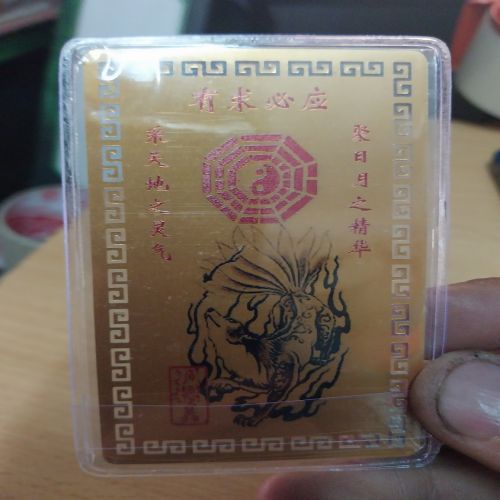 有求必应
聚日月之精华
采天地之灵气